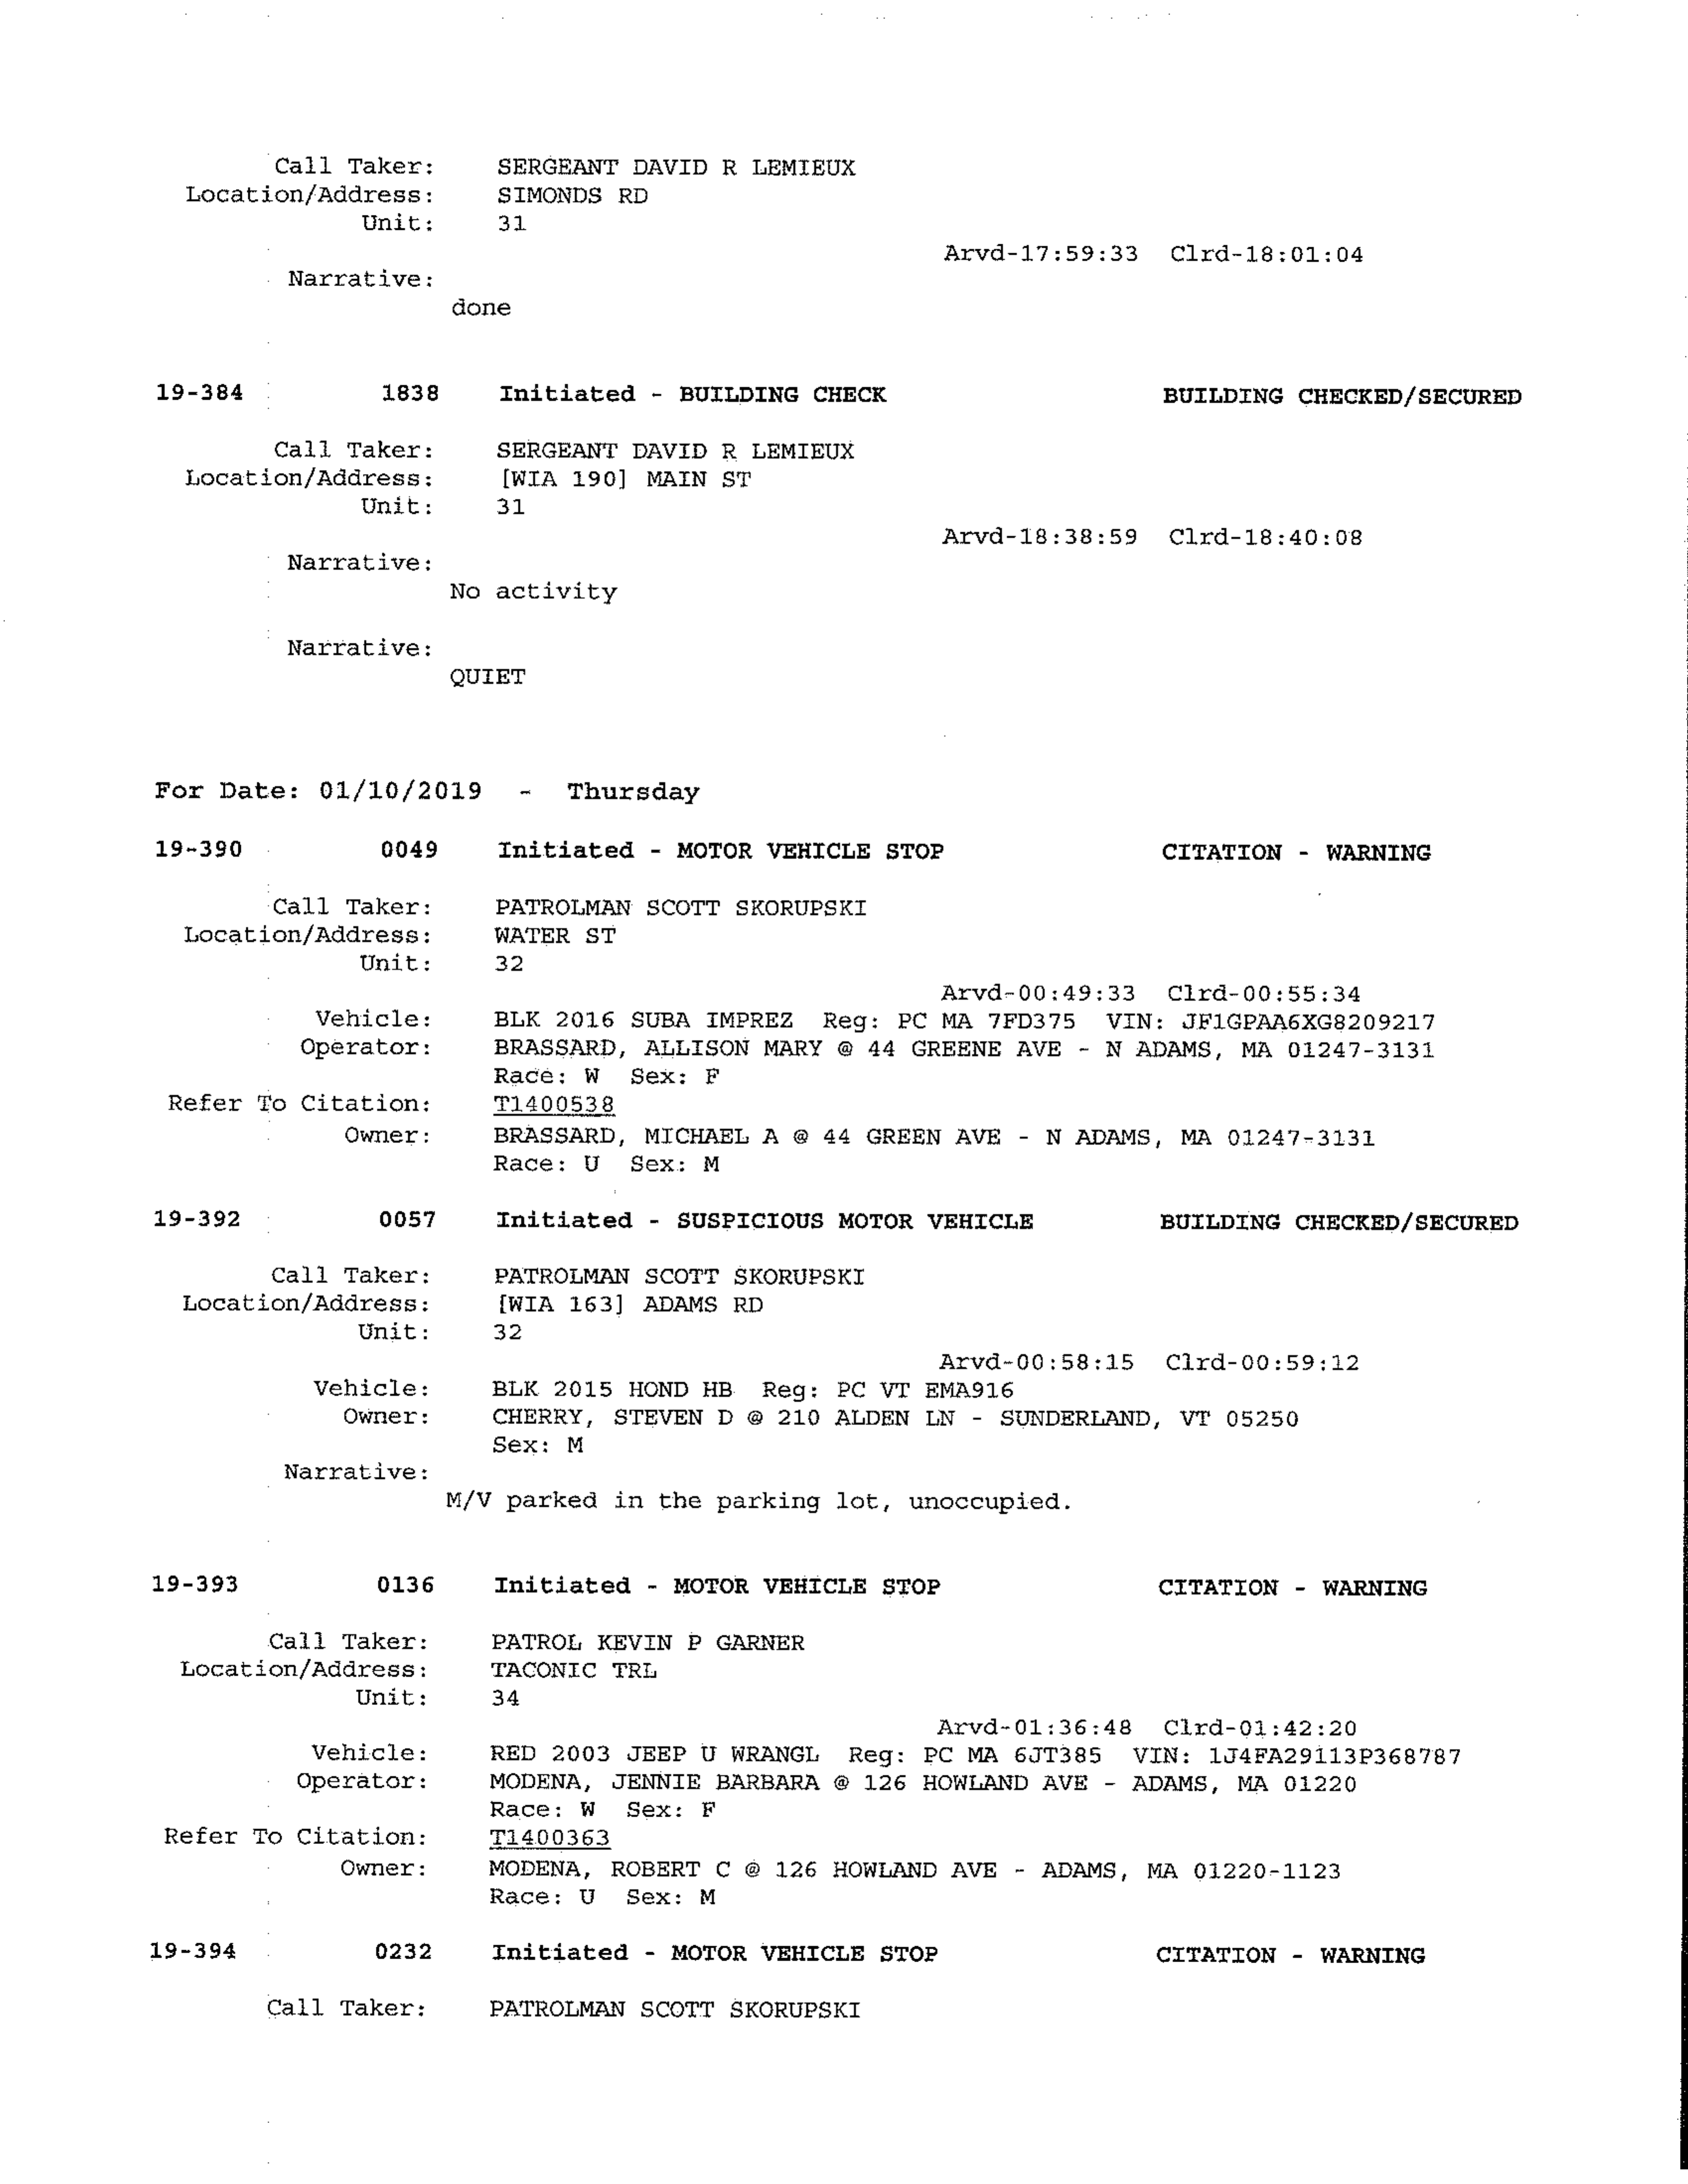 Call Taker: SERGEANT DAVID R LEMIEUX
Location/Address: SIMONDS RD
Unit: 31
Arvd-17:59:33 Clrd-18:01:04
Narrative:
done
19-384 1838 Initiated - BUILDING CHECK BUILDING CHECKED/SECURED
Call Taker: SERGEANT DAVID R LEMIEUX
Location/Address: [WIA 190] MAIN ST
Unit: 31
Arvd-18:38:59 Clrd-18:40:08
Narrative:
No activity
Narrative:
QUIET
For Date: 01/10/2019 - Thursday
19-390 0049 Initiated - MOTOR VEHICLE STOP CITATION - WARNING
Call Taker: PATROLMAN SCOTT SKORUPSKI
Location/Address: WATER ST
Unit: 32
Arvd-00:49:33 Clrd-00:55:34
Vehicle: BLK 2016 SUBA IMPREZ Reg: PC MA 7FD375 VIN: JF1GPAA6XG8209217
Operator: BRASSARD, ALLISON MARY @ 44 GREENE AVE - N ADAMS, MA 01247-3131
Race: W Sex: F
Refer To Citation: T1400538
Owner: BRASSARD, MICHAEL A @ 44 GREEN AVE - N ADAMS, MA 01247-3131
Race: U Sex: M
19-392 0057 Initiated - SUSPICIOUS MOTOR VEHICLE BUILDING CHECKED/SECURED
Call Taker: PATROLMAN SCOTT SKORUPSKI
Location/Address: [WIA 163] ADAMS RD
Unit: 32
Arvd-00:58:15 Clrd-00:59:12
Vehicle: BLK 2015 HOND HB Reg: PC VT EMA916
Owner: CHERRY, STEVEN D @ 210 ALDEN LN - SUNDERLAND, VT 05250
Sex: M
Narrative:
M/V parked in the parking lot, unoccupied.
19-393 0136 Initiated - MOTOR VEHICLE STOP CITATION - WARNING
Call Taker: PATROL KEVIN P GARNER
Location/Address: TACONIC TRL
Unit: 34
Arvd-01:36:48 Clrd-01:42:20
Vehicle: RED 2003 JEEP U WRANGL Reg: PC MA 6JT385 VIN: 1J4FA29113P368787
Operator: MODENA, JENNIE BARBARA @ 126 HOWLAND AVE - ADAMS, MA 01220
Race: W Sex: F
Refer To Citation: T1400363
Owner: MODENA, ROBERT C @ 126 HOWLAND AVE - ADAMS, MA 01220-1123
Race: U Sex: M
19-394 0232 Initiated - MOTOR VEHICLE STOP CITATION - WARNING
Call Taker: PATROLMAN SCOTT SKORUPSKI